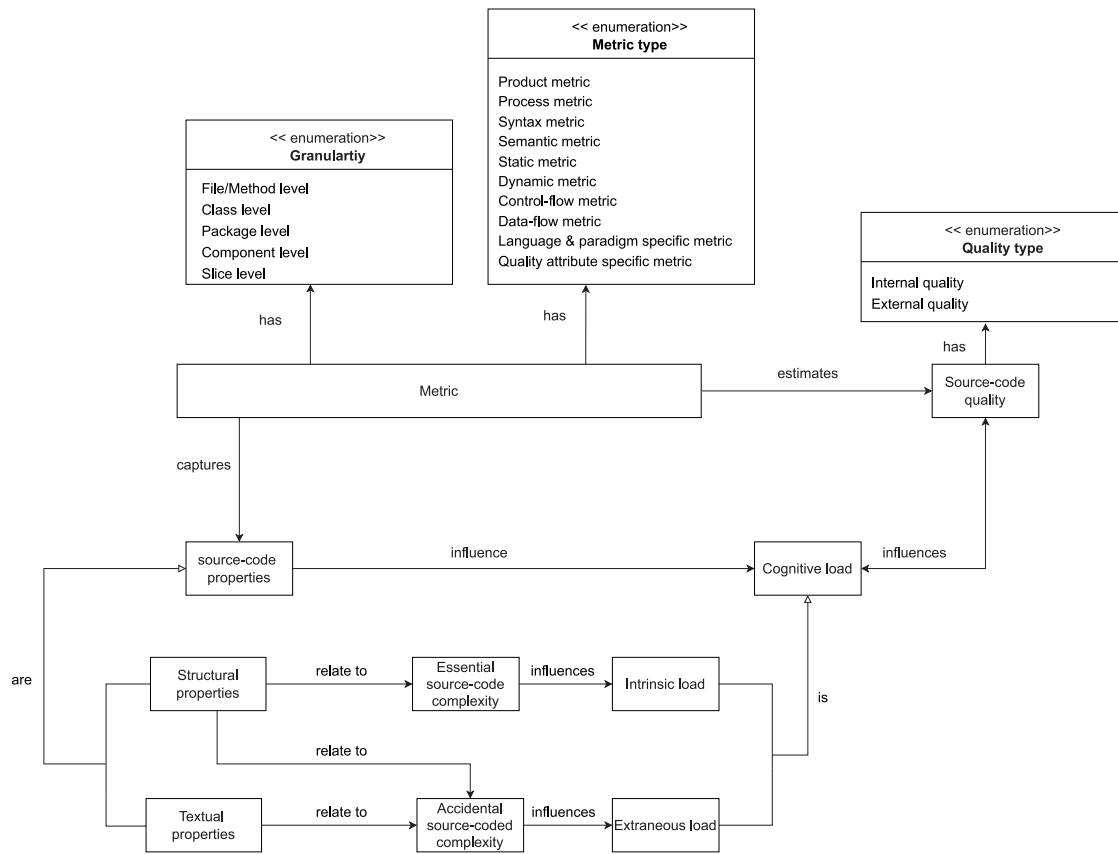 << enumeration>>
Metric type
Product metric
Process metric
Syntax metric
Semantic metric
Static metric
Dynamic metric
Control-flow metric
Data-flow metric
Language & paradigm specific metric
Quality attribute specific metric
<< enumeration>>
Granulartiy
File/Method level
Class level
Package level
Component level
Slice level
<< enumeration>>
Quality type
Internal quality
External quality
has
has
has
Metric
estimates
Source-code
quality
captures
source-code
properties
influence
Cognitive load
influences
are
Structural
properties
relate to
Essential
source-code
complexity
influences
Intrinsic load
is
relate to
Textual
properties
relate to
Accidental
source-coded
complexity
influences
Extraneous load